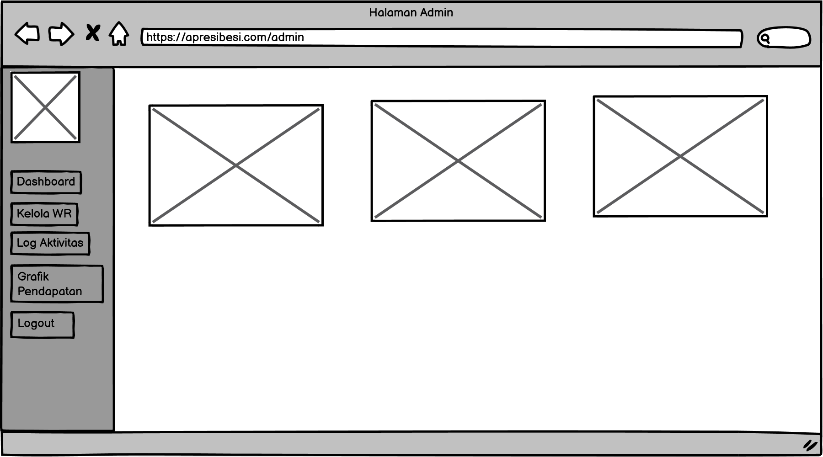 Halaman Admin
https://apresibesi.com/admin
Dashboard
Kelola WR
Log Aktivitas
Grafik
Pendapatan
Logout